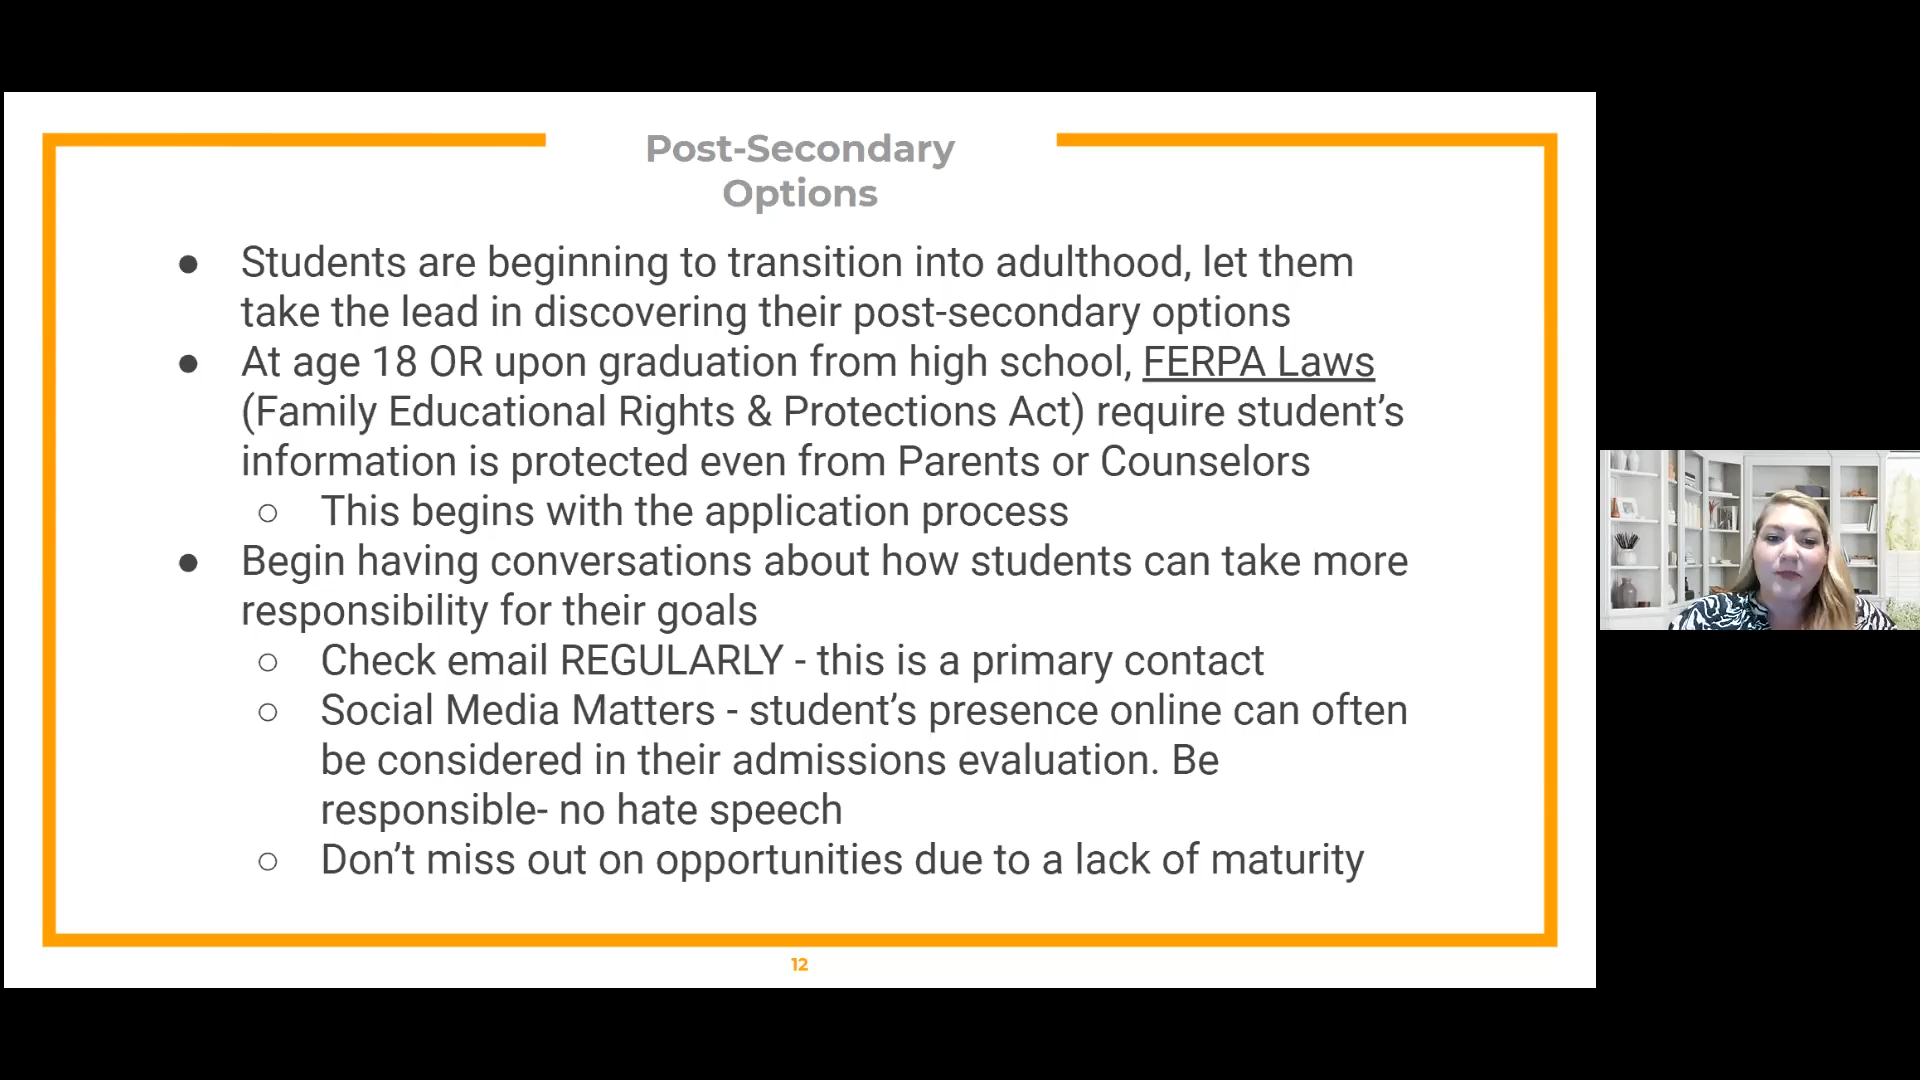 Post-Secondary
Options
● Students are beginning to transition into adulthood, let them
take the lead in discovering their post-secondary options
● At age 18 OR upon graduation from high school, FERPA Laws
(Family Educational Rights & Protections Act) require student’s
information is protected even from Parents or Counselors
○ This begins with the application process
● Begin having conversations about how students can take more
responsibility for their goals
○ Check email REGULARLY - this is a primary contact
○ Social Media Matters - student’s presence online can often
be considered in their admissions evaluation. Be
responsible- no hate speech
○ Don’t miss out on opportunities due to a lack of maturity
12